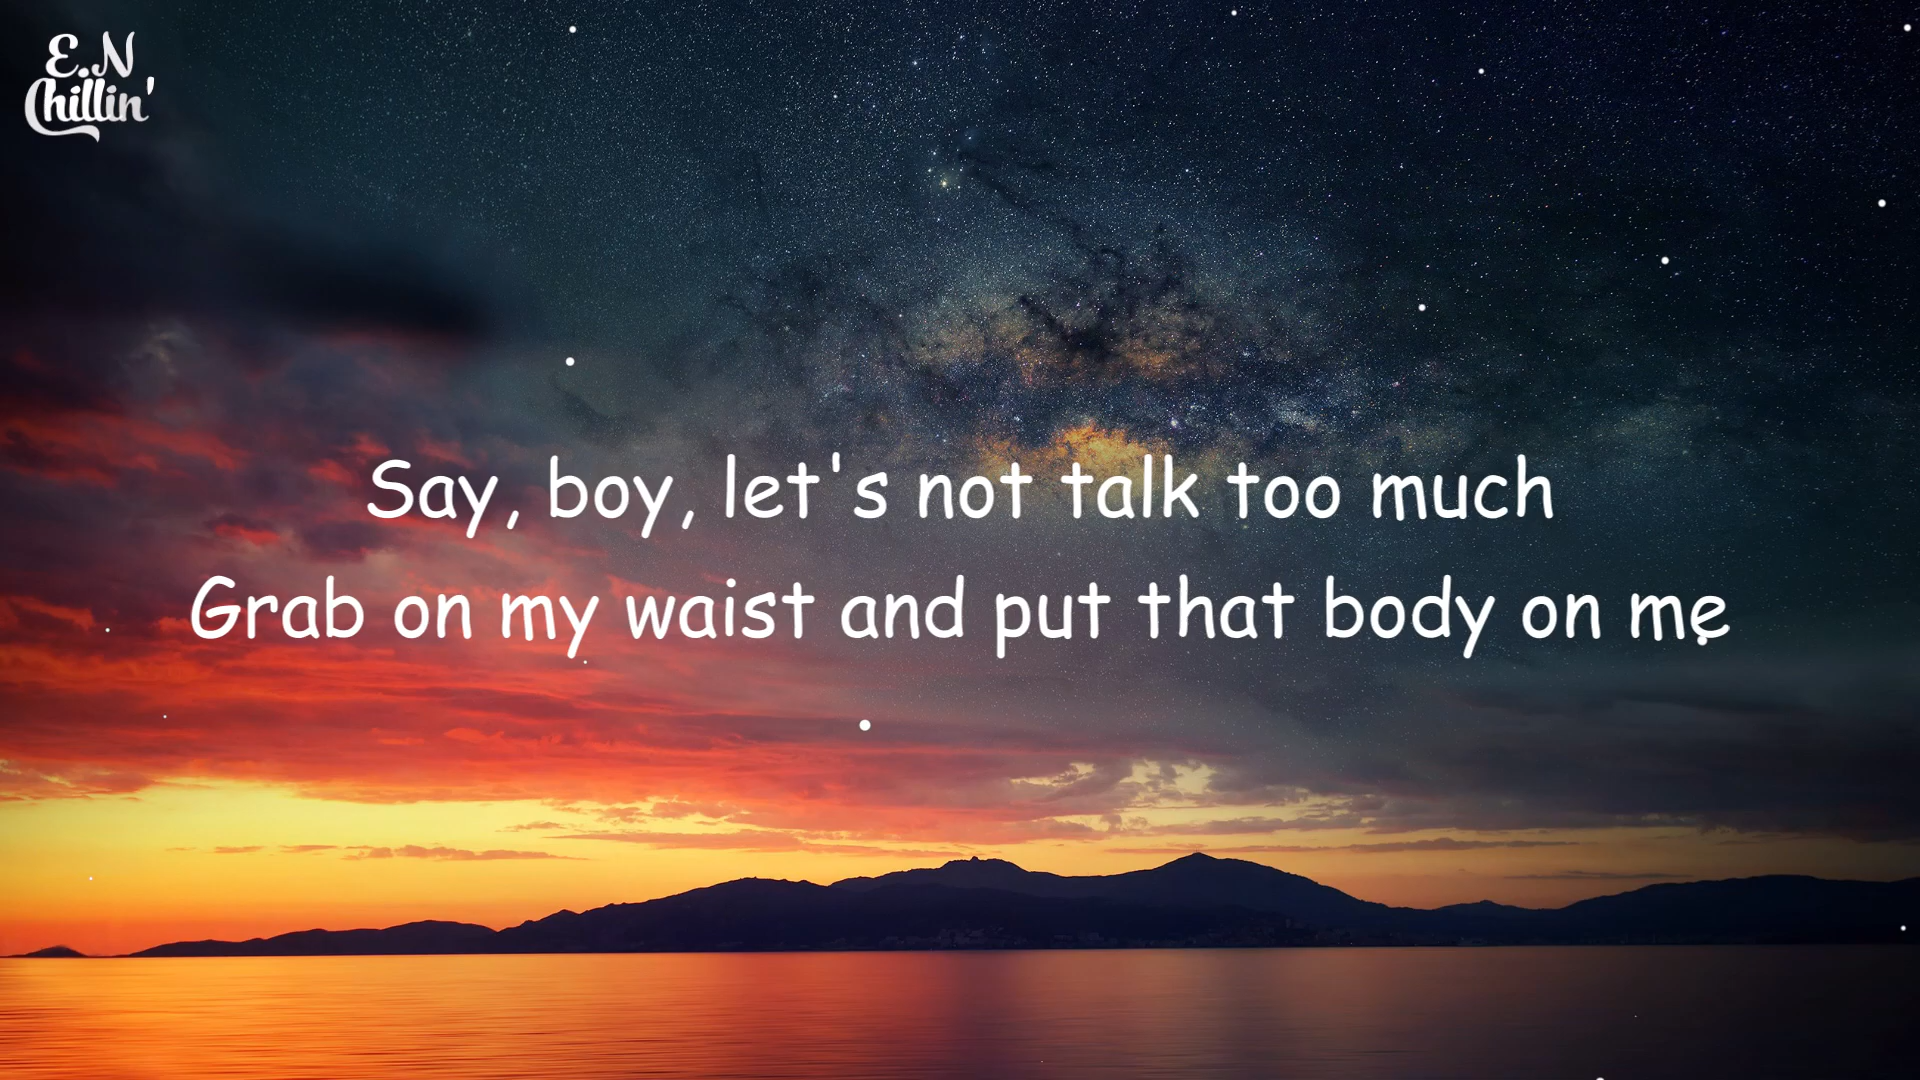 E.N
Chillin'
Say, boy, let's not talk too much
Grab on my waist and put that body on me